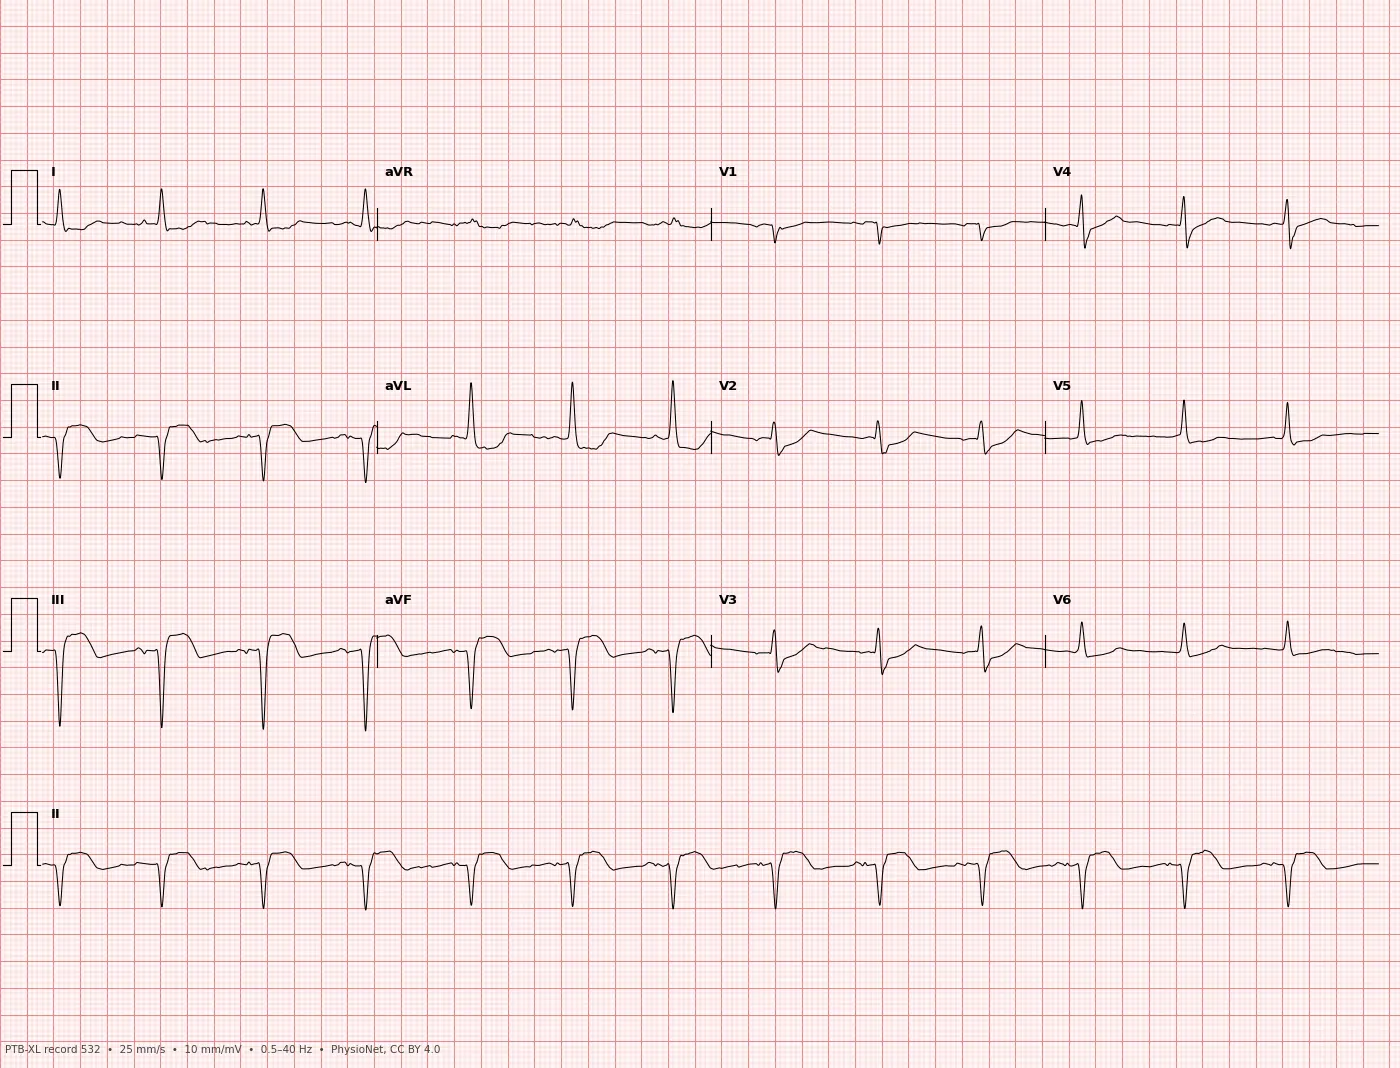 I aVR V1 V4
II aVL V2 V5
III aVF V3 V6
II
PTB-XL record 532 • 25 mm/s • 10 mm/mV • 0.5–40 Hz • PhysioNet, CC BY 4.0